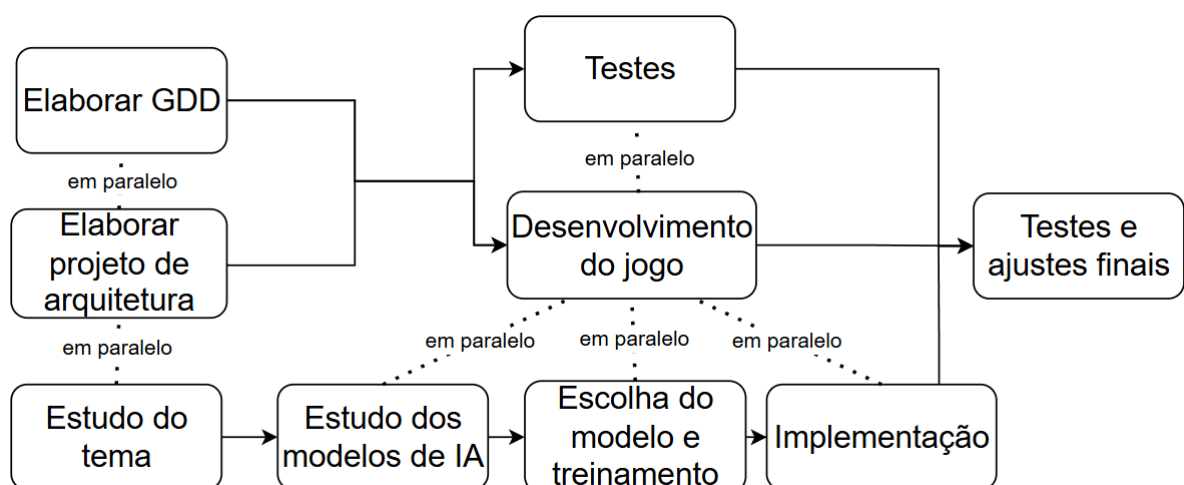 Elaborar GDD
em paralelo
Elaborar
projeto de
arquitetura
em paralelo
Estudo do
tema
Testes
em paralelo
Desenvolvimento
do jogo
em paralelo
em paralelo
em paralelo
Estudo dos
modelos de IA
Escolha do
modelo e
treinamento
Implementação
Testes e
ajustes finais